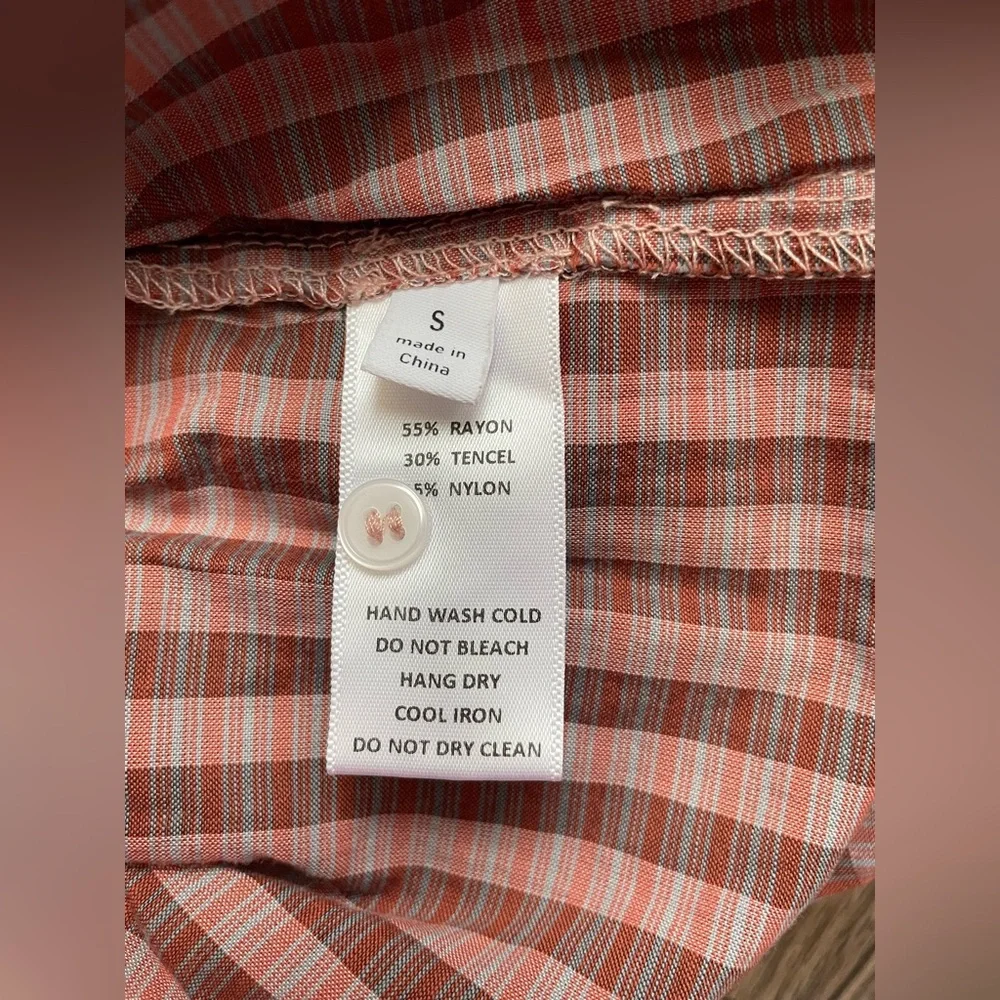 S
made in
China
55% RAYON
30% TENCEL
5% NYLON
HAND WASH COLD
DO NOT BLEACH
HANG DRY
COOL IRON
DO NOT DRY CLEAN